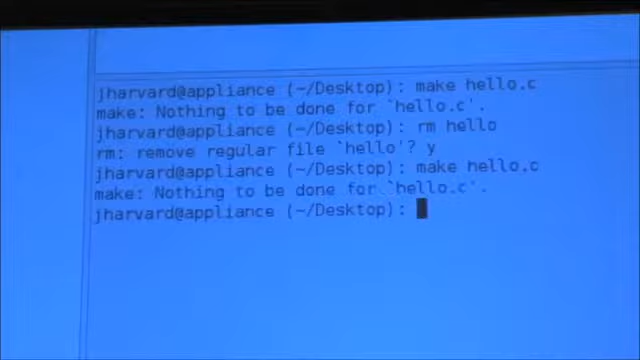 jharvard@appliance (~/Desktop): make hello.c
make: Nothing to be done for `hello.c'.
jharvard@appliance (~/Desktop): rm hello
rm: remove regular file `hello'? y
jharvard@appliance (~/Desktop): make hello.c
make: Nothing to be done for `hello.c'.
jharvard@appliance (~/Desktop):